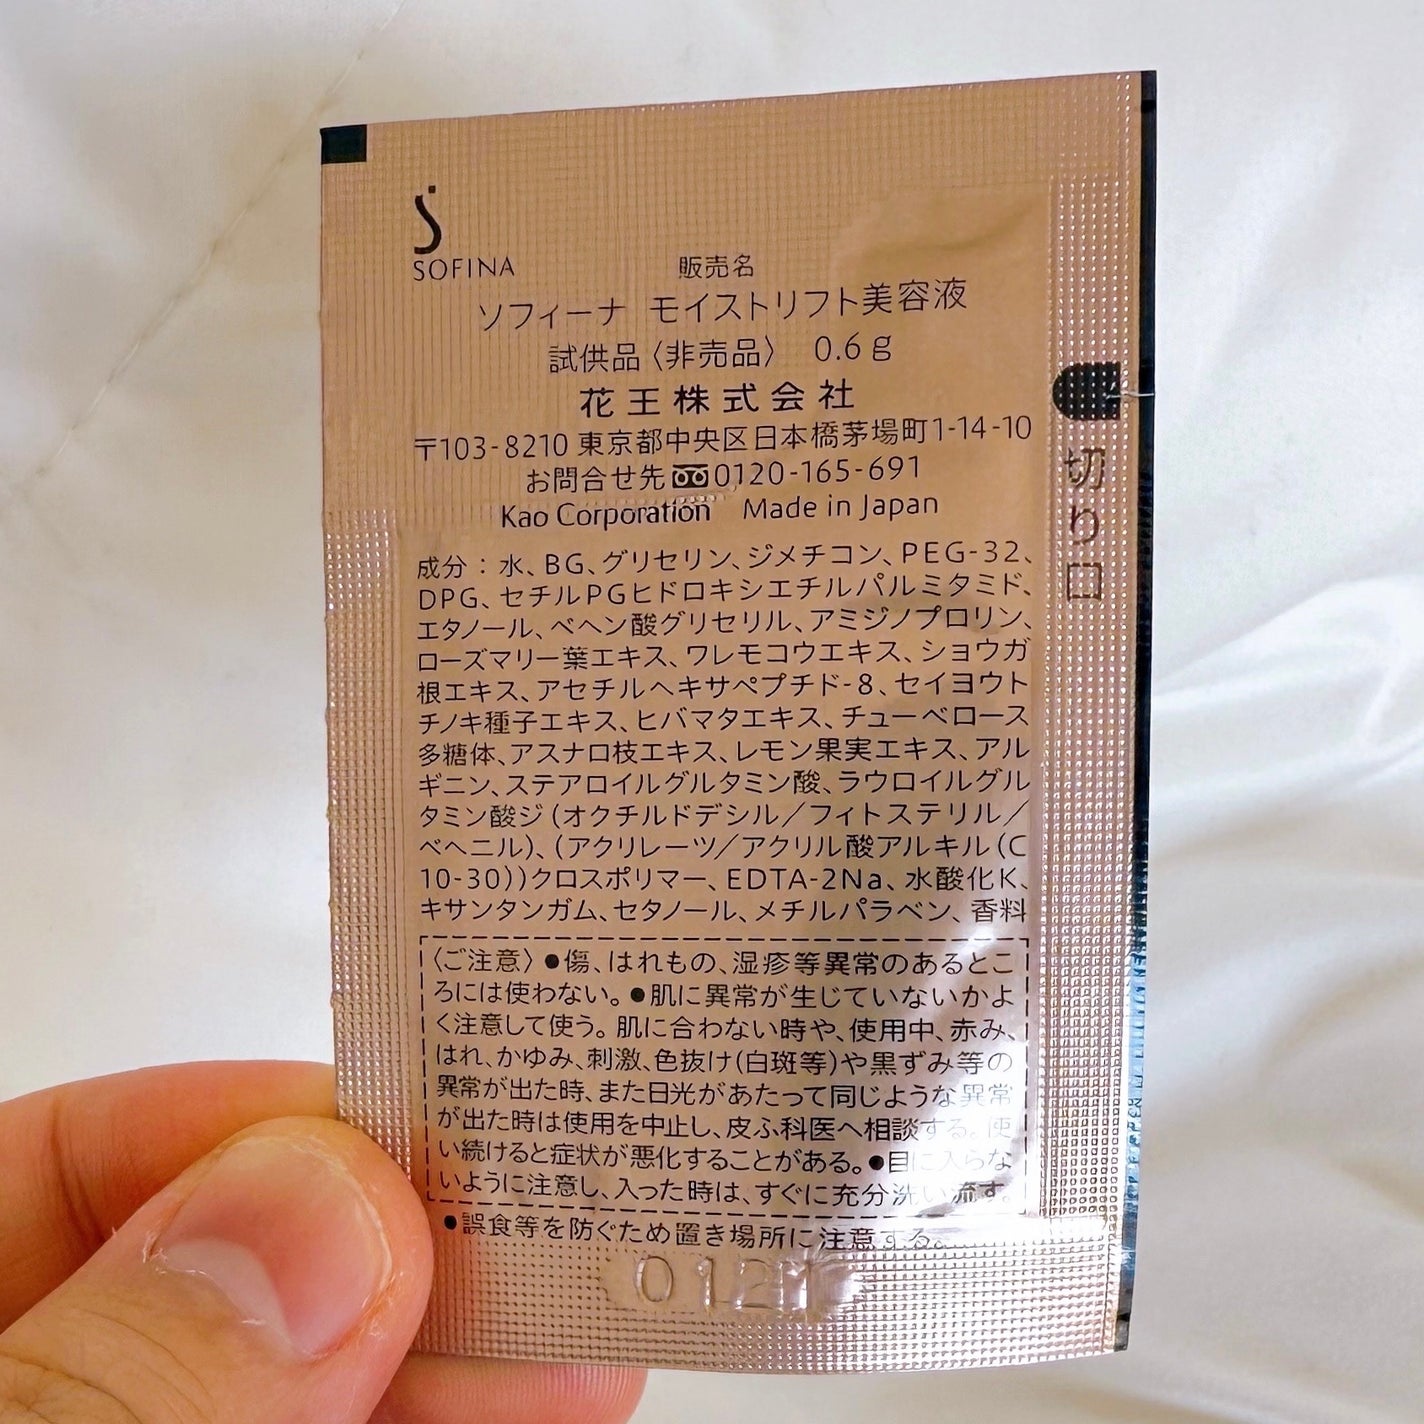 SOFINA
販売名
ソフィーナ モイストリフト美容液
試供品〈非売品〉 0.6g
花王株式会社
〒103-8210 東京都中央区日本橋茅場町1-14-10
お問合せ先 0120-165-691
Kao Corporation Made in Japan
切り口
成分：水、BG、グリセリン、ジメチコン、PEG-32、
DPG、セチルPGヒドロキシエチルパルミタミド、
エタノール、ベヘン酸グリセリル、アミジノプロリン、
ローズマリー葉エキス、ワレモコウエキス、ショウガ
根エキス、アセチルヘキサペプチド-8、セイヨウト
チノキ種子エキス、ヒバマタエキス、チューベロース
多糖体、アスナロ枝エキス、レモン果実エキス、アル
ギニン、ステアロイルグルタミン酸、ラウロイルグル
タミン酸ジ（オクチルドデシル／フィトステリル／
ベヘニル）、（アクリレーツ／アクリル酸アルキル（C
10-30））クロスポリマー、EDTA-2Na、水酸化K、
キサンタンガム、セタノール、メチルパラベン、香料
〈ご注意〉●傷、はれもの、湿疹等異常のあるとこ
ろには使わない。●肌に異常が生じていないかよ
く注意して使う。肌に合わない時や、使用中、赤み、
はれ、かゆみ、刺激、色抜け（白斑等）や黒ずみ等の
異常が出た時、また日光があたって同じような異常
が出た時は使用を中止し、皮ふ科医へ相談する。使
い続けると症状が悪化することがある。●目に入らな
いように注意し、入った時は、すぐに充分洗い流す。
●誤食等を防ぐため置き場所に注意する。